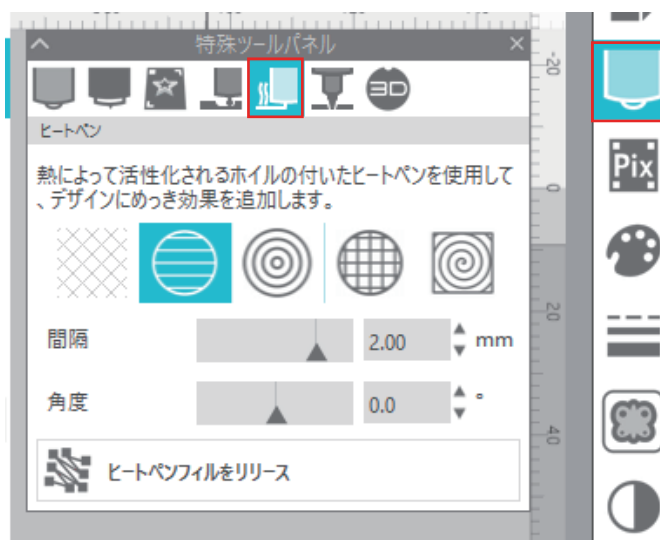 特殊ツールパネル
3D
ヒートペン
熱によって活性化されるホイルの付いたヒートペンを使用して
、デザインにめっき効果を追加します。
間隔 2.00 mm
角度 0.0 °
ヒートペンフィルをリリース
-20
0
20
40
Pix